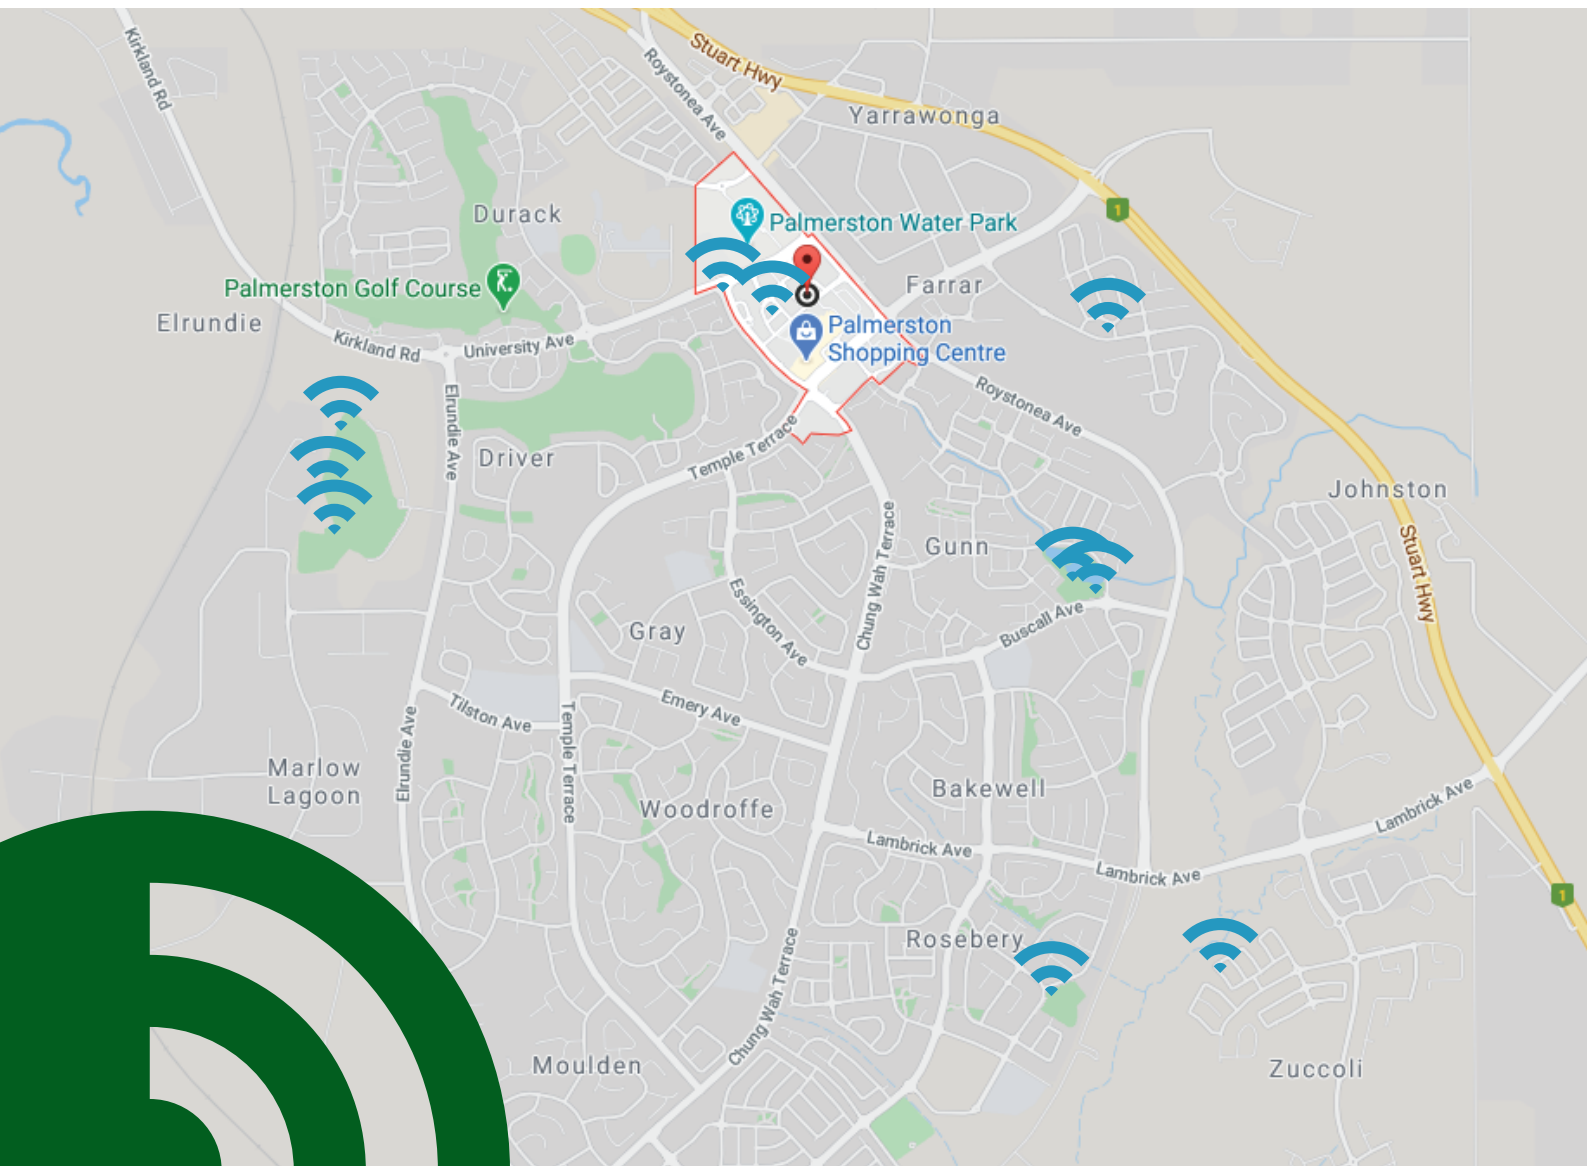 Kirkland Rd
Stuart Hwy
Roystonea Ave
Yarrawonga
Durack
1
Palmerston Water Park
Palmerston Golf Course
Farrar
Elrundie
Palmerston
Shopping Centre
Kirkland Rd
University Ave
Roystonea Ave
Elrundie Ave
Temple Terrace
Driver
Johnston
Chung Wah Terrace
Gunn
Stuart Hwy
Essington Ave
Buscall Ave
Gray
Tilston Ave
Emery Ave
Elrundie Ave
Temple Terrace
Marlow
Lagoon
Woodroffe
Bakewell
Lambrick Ave
Lambrick Ave
Lambrick Ave
1
Rosebery
Chung Wah Terrace
Moulden
Zuccoli